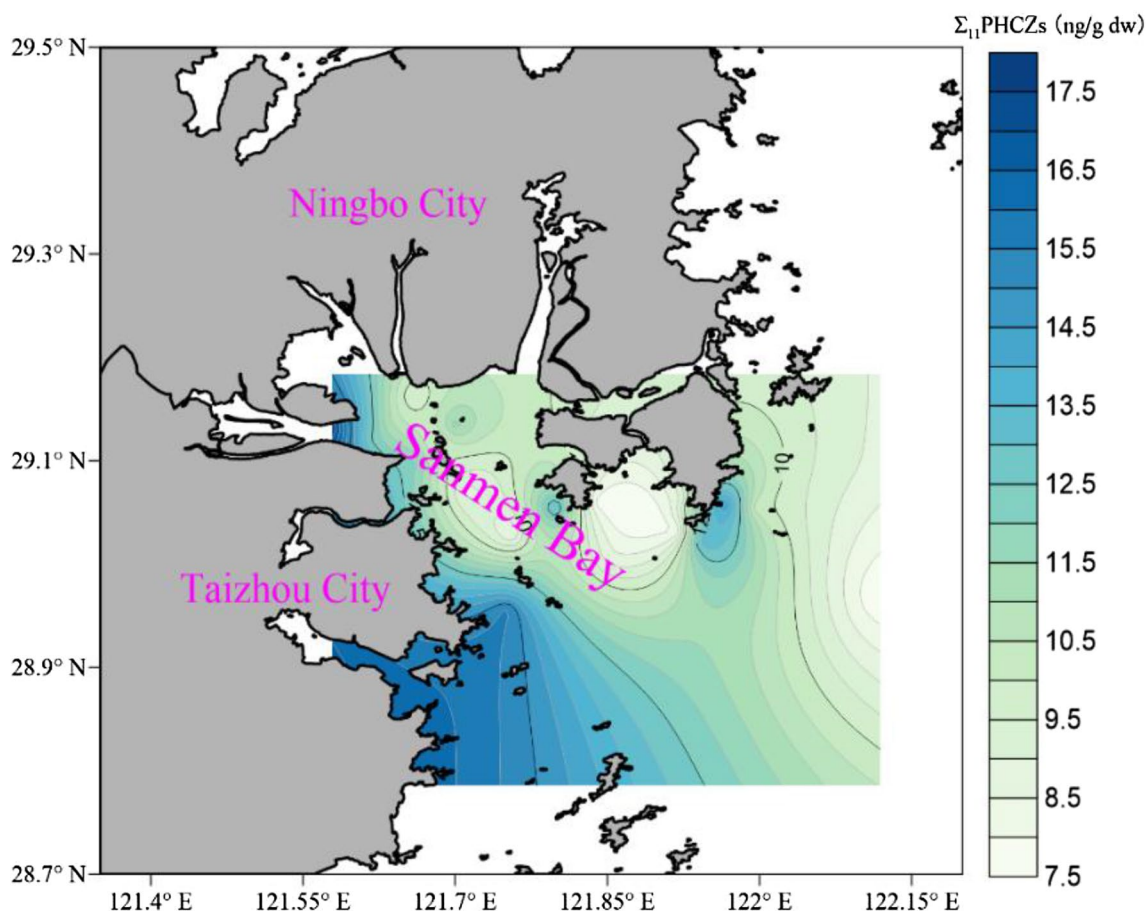 Σ₁₁PHCZs (ng/g dw)
29.5° N
29.3° N
29.1° N
28.9° N
28.7° N
Ningbo City
Sanmen Bay
Taizhou City
10
17.5
16.5
15.5
14.5
13.5
12.5
11.5
10.5
9.5
8.5
7.5
121.4° E
121.55° E
121.7° E
121.85° E
122° E
122.15° E